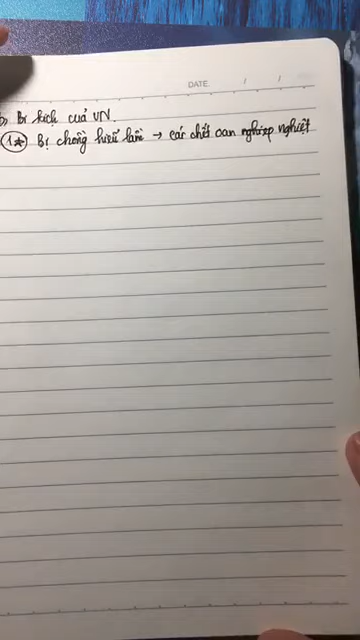 DATE / /
b) Bi kịch của VN.
1* Bị chồng hiểu lầm → cái chết oan nghiệp nghiệt